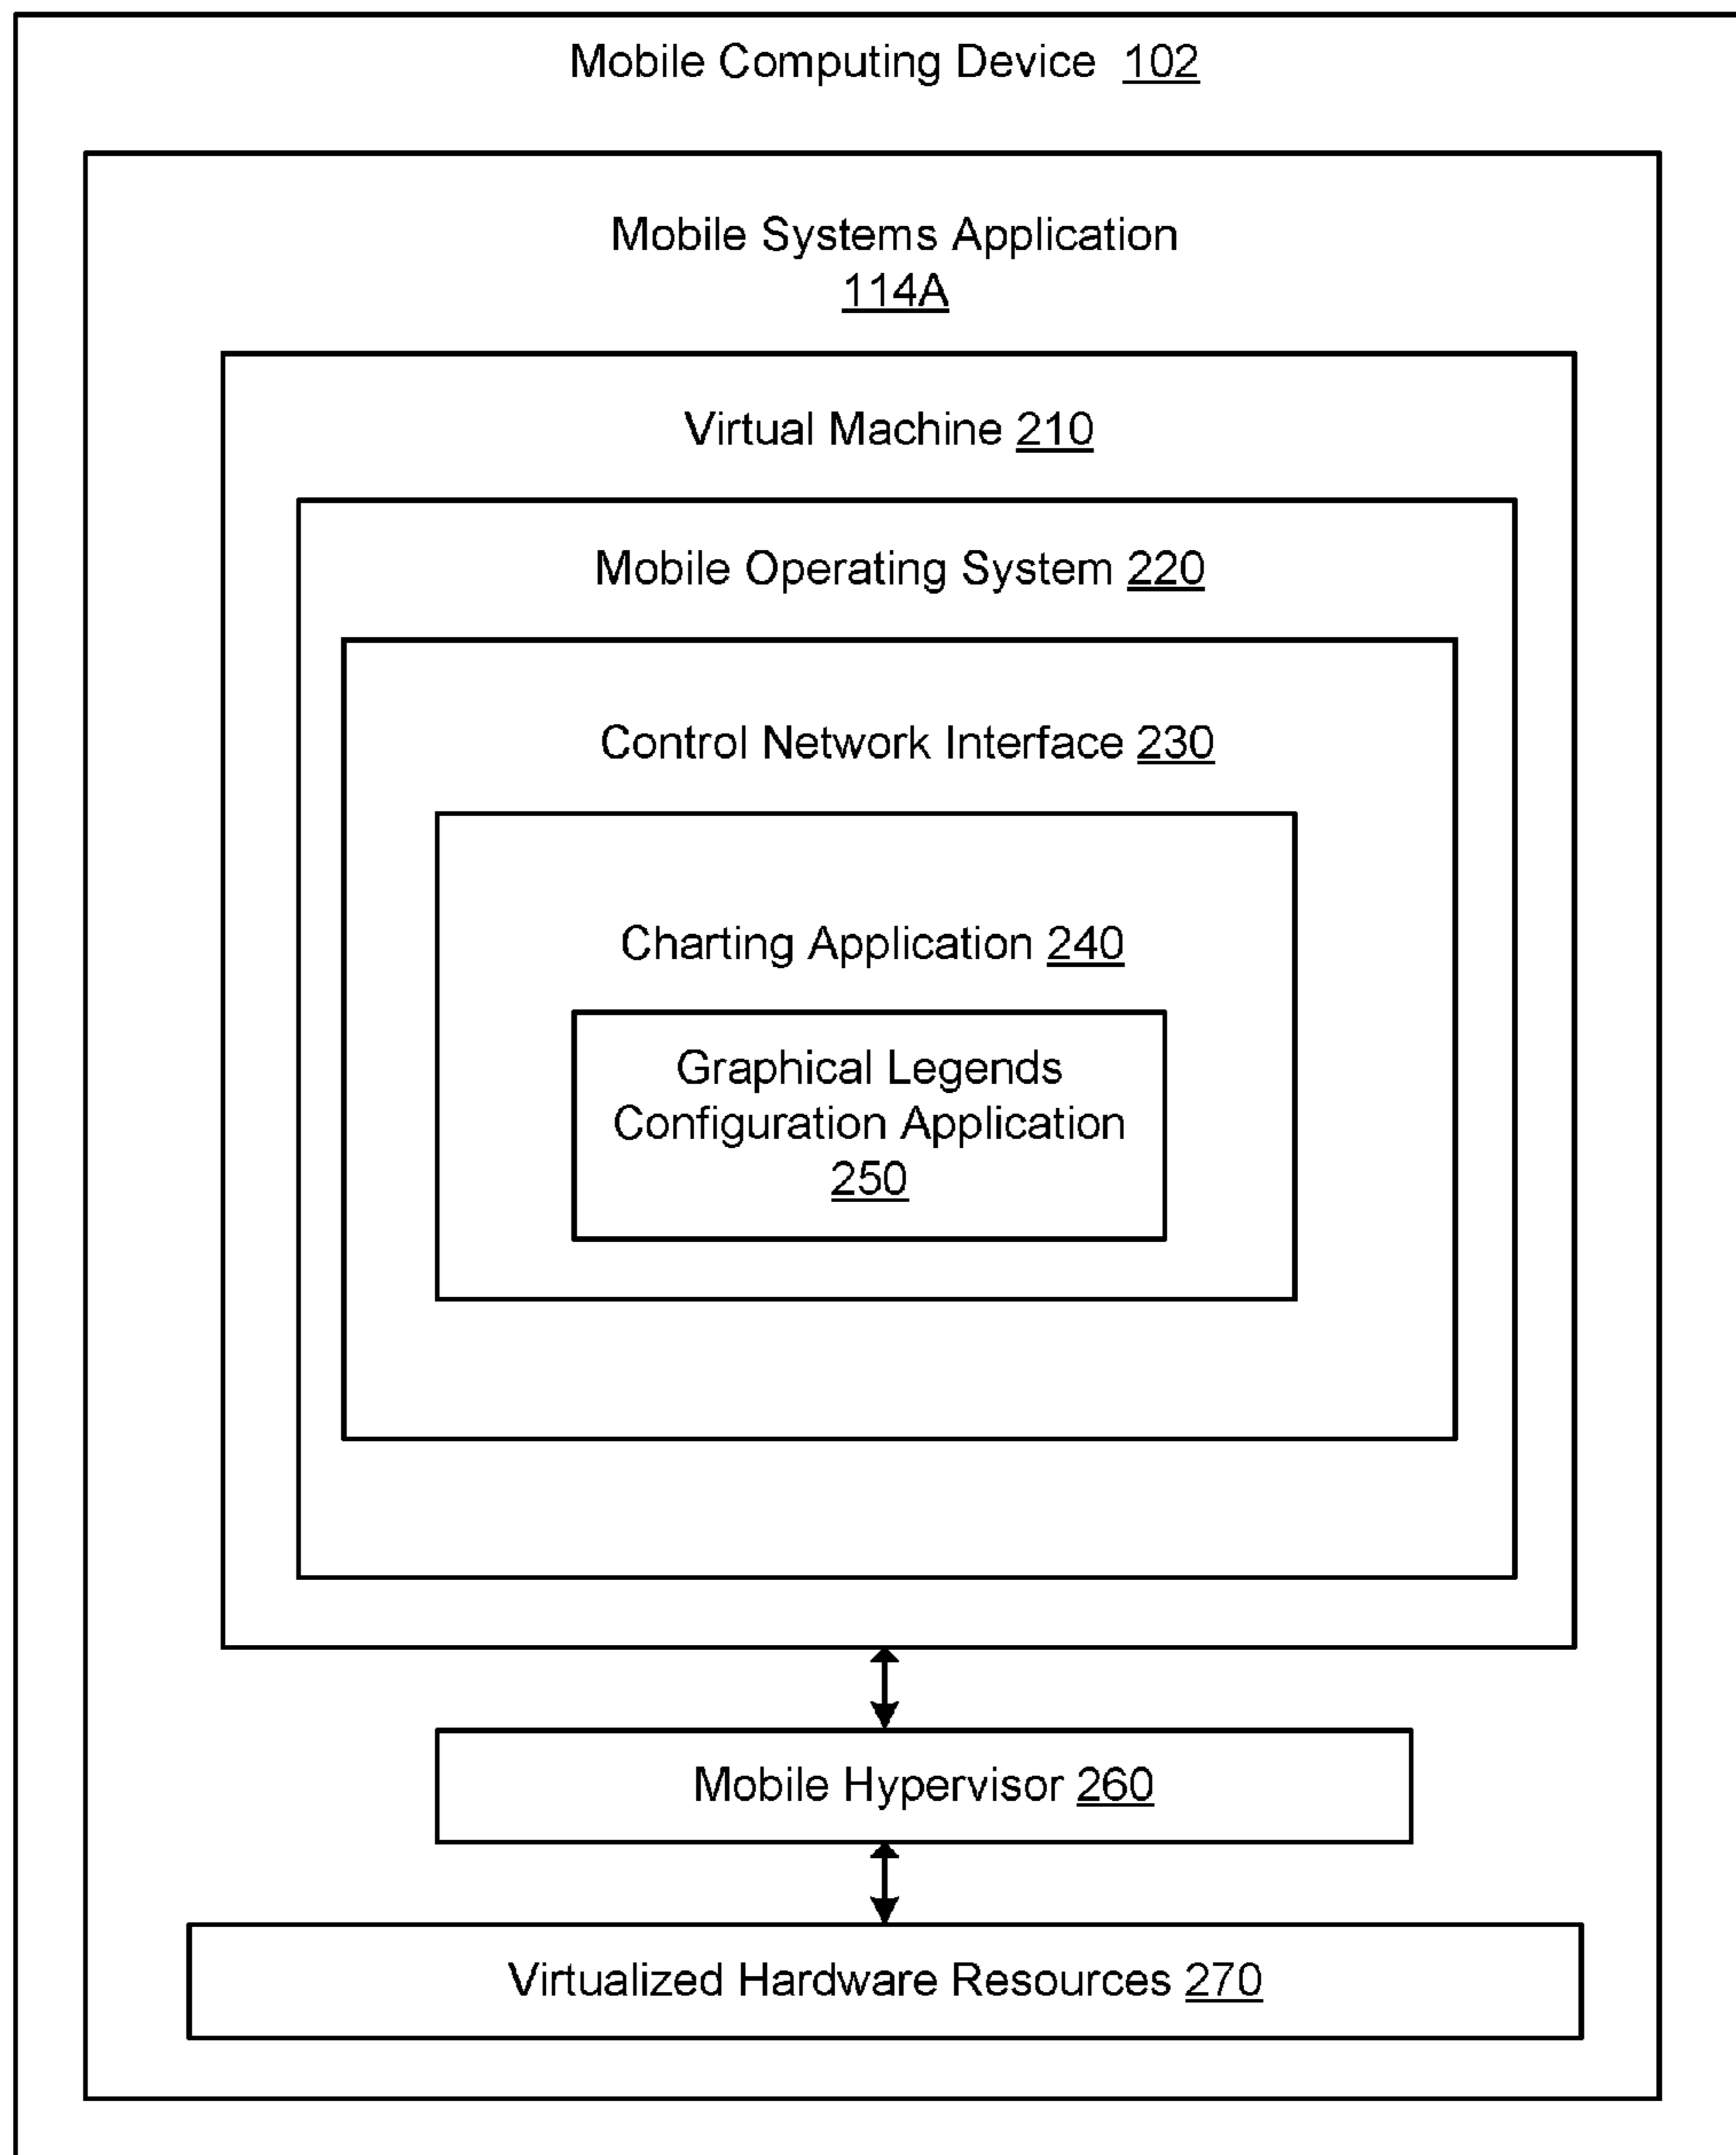 Mobile Computing Device 102
Mobile Systems Application
114A
Virtual Machine 210
Mobile Operating System 220
Control Network Interface 230
Charting Application 240
Graphical Legends
Configuration Application
250
Mobile Hypervisor 260
Virtualized Hardware Resources 270